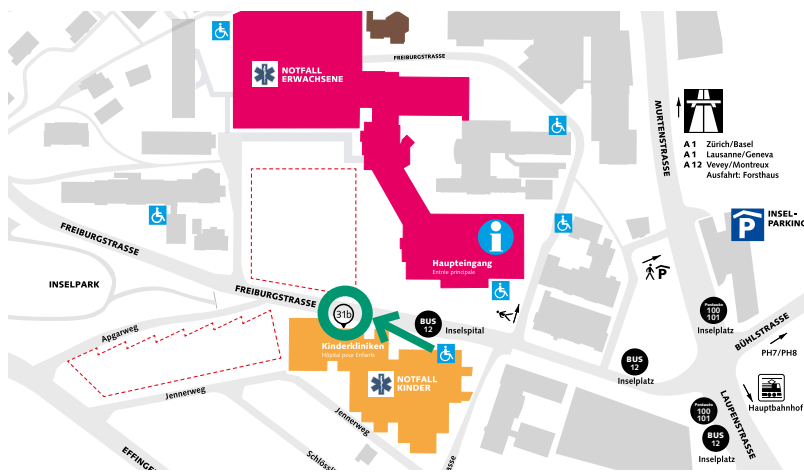 NOTFALL
ERWACHSENE
FREIBURGSTRASSE
MURTENSTRASSE
A 1 Zürich/Basel
A 1 Lausanne/Geneva
A 12 Vevey/Montreux
Ausfahrt: Forsthaus
P
INSEL-
PARKING
FREIBURGSTRASSE
i
Haupteingang
Entrée principale
P
INSELPARK
FREIBURGSTRASSE
31b
BUS
12
Inselspital
Postauto
100
101
Inselplatz
BÜHLSTRASSE
PH7/PH8
Apgarweg
Kinderkliniken
Hôpital pour Enfants
BUS
12
Inselplatz
NOTFALL
KINDER
Jennerweg
Jennerweg
Hauptbahnhof
LAUPENSTRASSE
Postauto
100
101
BUS
12
Inselplatz
EFFINGE
Schlössli
sse